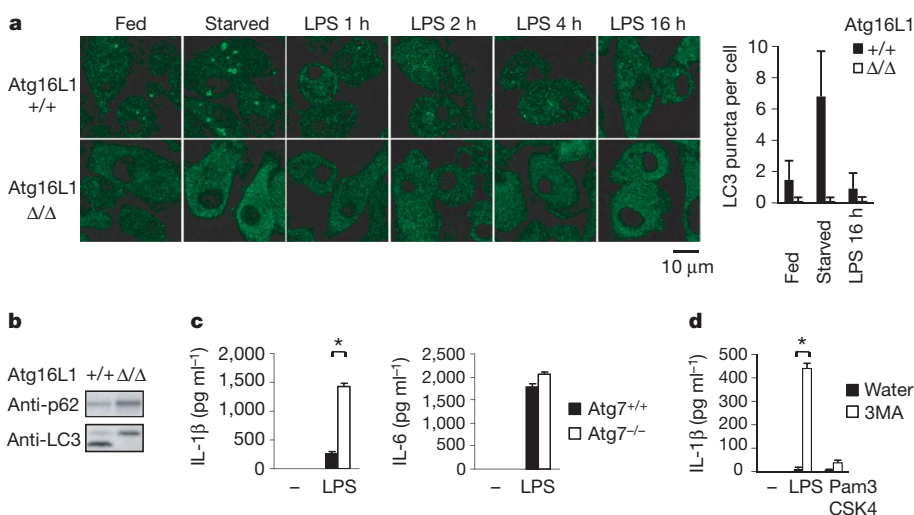 a
Fed Starved LPS 1 h LPS 2 h LPS 4 h LPS 16 h
Atg16L1
+/+
Atg16L1
Δ/Δ
10 μm
Atg16L1
+/+
Δ/Δ
LC3 puncta per cell
10
8
6
4
2
0
Fed
Starved
LPS 16 h
b
Atg16L1 +/+ Δ/Δ
Anti-p62
Anti-LC3
c
IL-1β (pg ml⁻¹)
2,000
1,500
1,000
500
0
– LPS
IL-6 (pg ml⁻¹)
2,500
2,000
1,500
1,000
500
0
– LPS
Atg7⁺/⁺
Atg7⁻/⁻
*
d
IL-1β (pg ml⁻¹)
500
400
300
200
100
0
*
– LPS Pam3
CSK4
Water
3MA